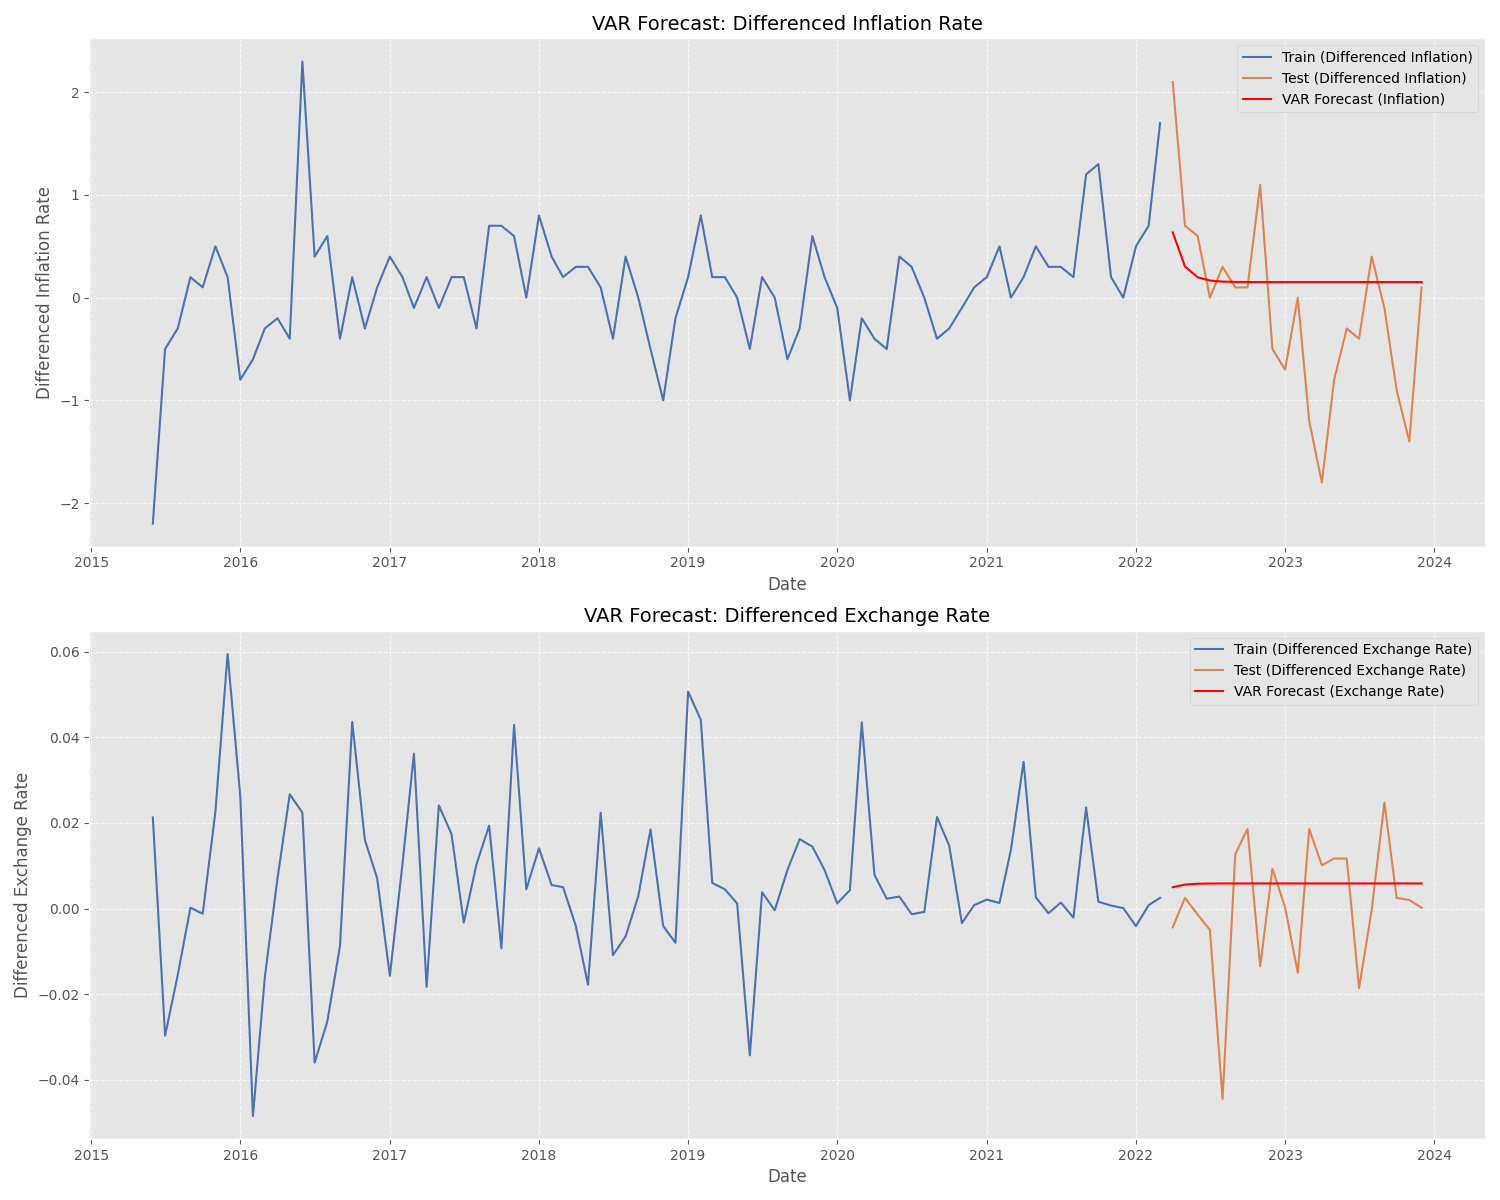 VAR Forecast: Differenced Inflation Rate
Train (Differenced Inflation)
Test (Differenced Inflation)
VAR Forecast (Inflation)
Differenced Inflation Rate
2
1
0
−1
−2
2015 2016 2017 2018 2019 2020 2021 2022 2023 2024
Date
VAR Forecast: Differenced Exchange Rate
Train (Differenced Exchange Rate)
Test (Differenced Exchange Rate)
VAR Forecast (Exchange Rate)
Differenced Exchange Rate
0.06
0.04
0.02
0.00
−0.02
−0.04
2015 2016 2017 2018 2019 2020 2021 2022 2023 2024
Date